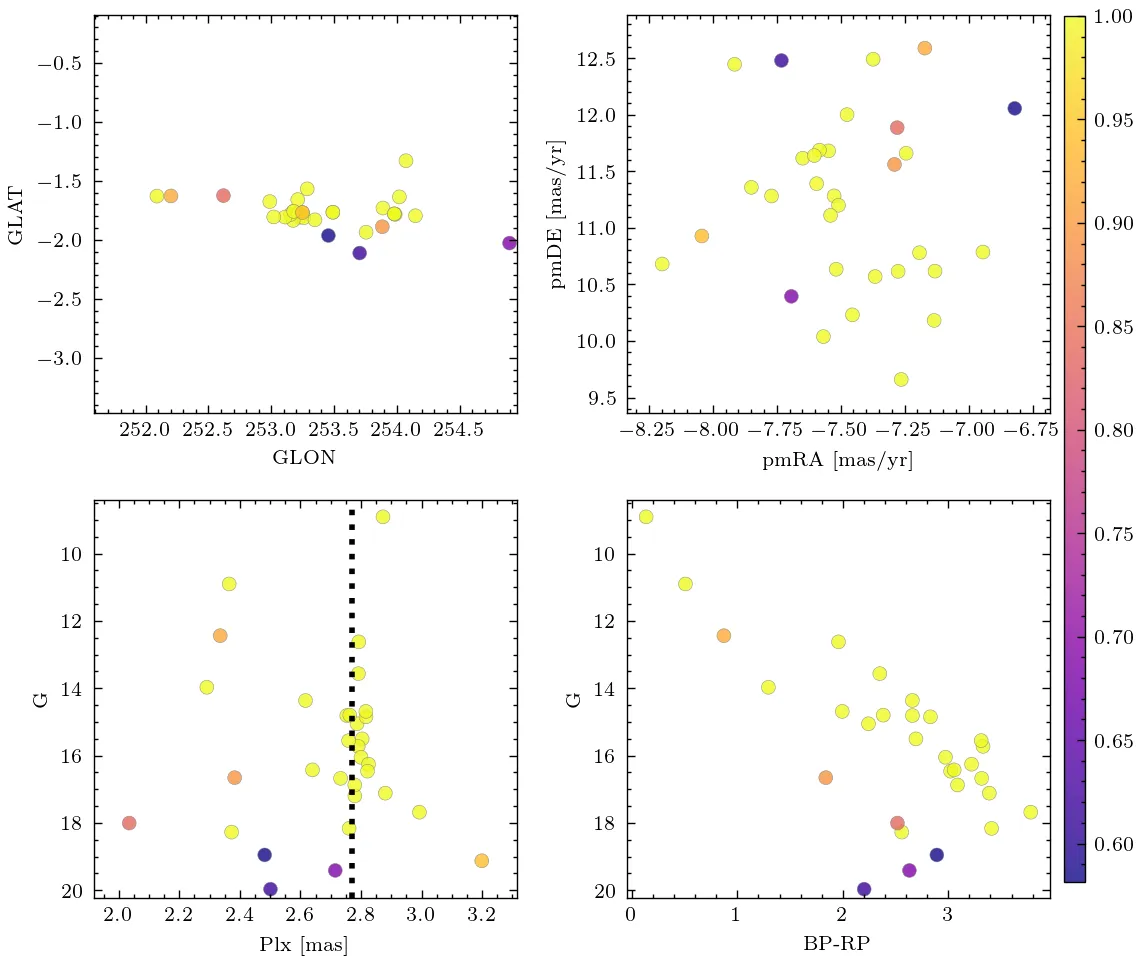 −0.5
−1.0
−1.5
−2.0
−2.5
−3.0
GLAT
252.0 252.5 253.0 253.5 254.0 254.5
GLON
12.5
12.0
11.5
11.0
10.5
10.0
9.5
pmDE [mas/yr]
−8.25 −8.00 −7.75 −7.50 −7.25 −7.00 −6.75
pmRA [mas/yr]
10
12
14
16
18
20
G
2.0 2.2 2.4 2.6 2.8 3.0 3.2
Plx [mas]
10
12
14
16
18
20
G
0 1 2 3
BP-RP
1.00
0.95
0.90
0.85
0.80
0.75
0.70
0.65
0.60